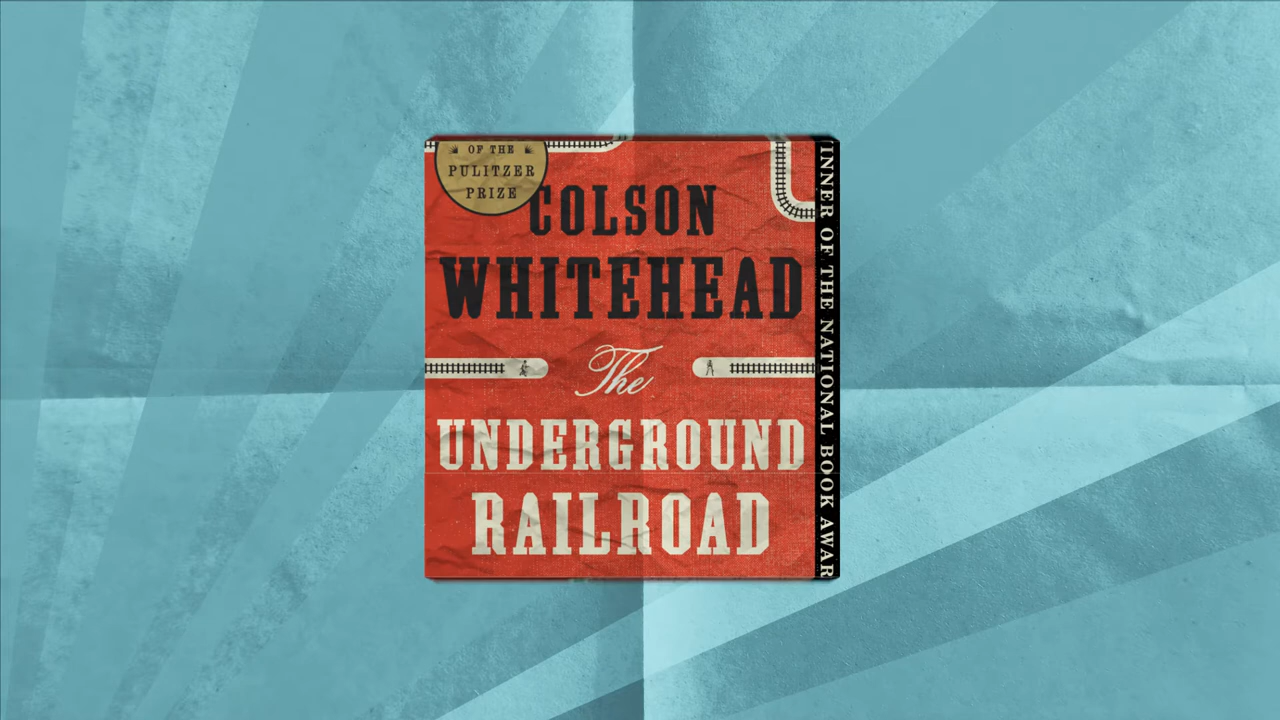 OF THE
PULITZER
PRIZE
COLSON
WHITEHEAD
The
UNDERGROUND
RAILROAD
INNER OF THE NATIONAL BOOK AWAR